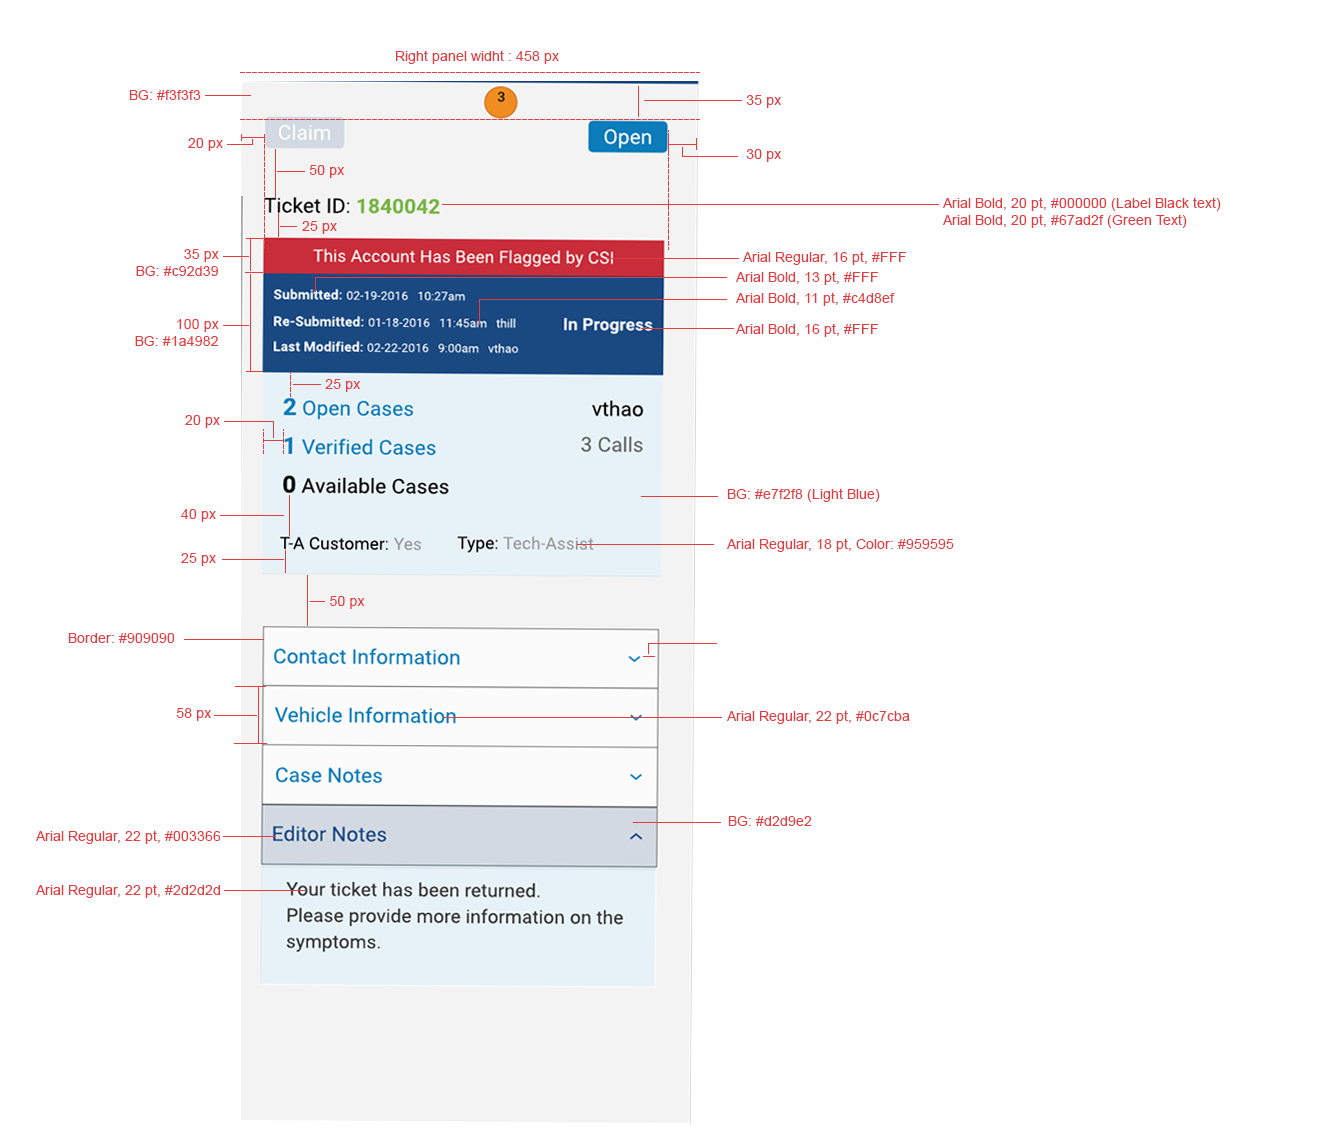 Right panel widht : 458 px
BG: #f3f3f3
3
35 px
Claim
Open
20 px
30 px
50 px
Ticket ID: 1840042
Arial Bold, 20 pt, #000000 (Label Black text)
Arial Bold, 20 pt, #67ad2f (Green Text)
25 px
35 px
BG: #c92d39
This Account Has Been Flagged by CSI
Arial Regular, 16 pt, #FFF
Arial Bold, 13 pt, #FFF
Submitted: 02-19-2016 10:27am
Arial Bold, 11 pt, #c4d8ef
100 px
BG: #1a4982
Re-Submitted: 01-18-2016 11:45am thill
In Progress
Arial Bold, 16 pt, #FFF
Last Modified: 02-22-2016 9:00am vthao
25 px
2 Open Cases
vthao
20 px
1 Verified Cases
3 Calls
0 Available Cases
BG: #e7f2f8 (Light Blue)
40 px
T-A Customer: Yes
Type: Tech-Assist
Arial Regular, 18 pt, Color: #959595
25 px
50 px
Border: #909090
Contact Information
58 px
Vehicle Information
Arial Regular, 22 pt, #0c7cba
Case Notes
BG: #d2d9e2
Arial Regular, 22 pt, #003366
Editor Notes
Arial Regular, 22 pt, #2d2d2d
Your ticket has been returned.
Please provide more information on the
symptoms.